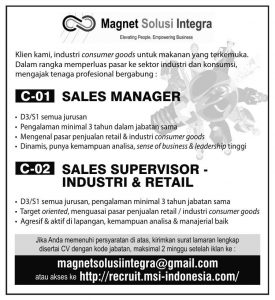 Magnet Solusi Integra
Elevating People. Empowering Business
Klien kami, industri consumer goods untuk makanan yang terkemuka.
Dalam rangka memperluas pasar ke sektor industri dan konsumsi,
mengajak tenaga profesional bergabung :
C-01 SALES MANAGER
• D3/S1 semua jurusan
• Pengalaman minimal 3 tahun dalam jabatan sama
• Mengenal pasar penjualan retail & industri consumer goods
• Dinamis, punya kemampuan analisa, sense of business & leadership tinggi
C-02 SALES SUPERVISOR -
INDUSTRI & RETAIL
• D3/S1 semua jurusan, pengalaman minimal 3 tahun jabatan sama
• Target oriented, menguasai pasar penjualan retail / industri consumer goods
• Agresif & aktif di lapangan, kemampuan analisa & manajerial baik
Jika Anda memenuhi persyaratan di atas, kirimkan surat lamaran lengkap
disertai CV dengan kode jabatan, maksimal 2 minggu setelah iklan ke :
magnetsolusiintegra@gmail.com
atau akses ke http://recruit.msi-indonesia.com/